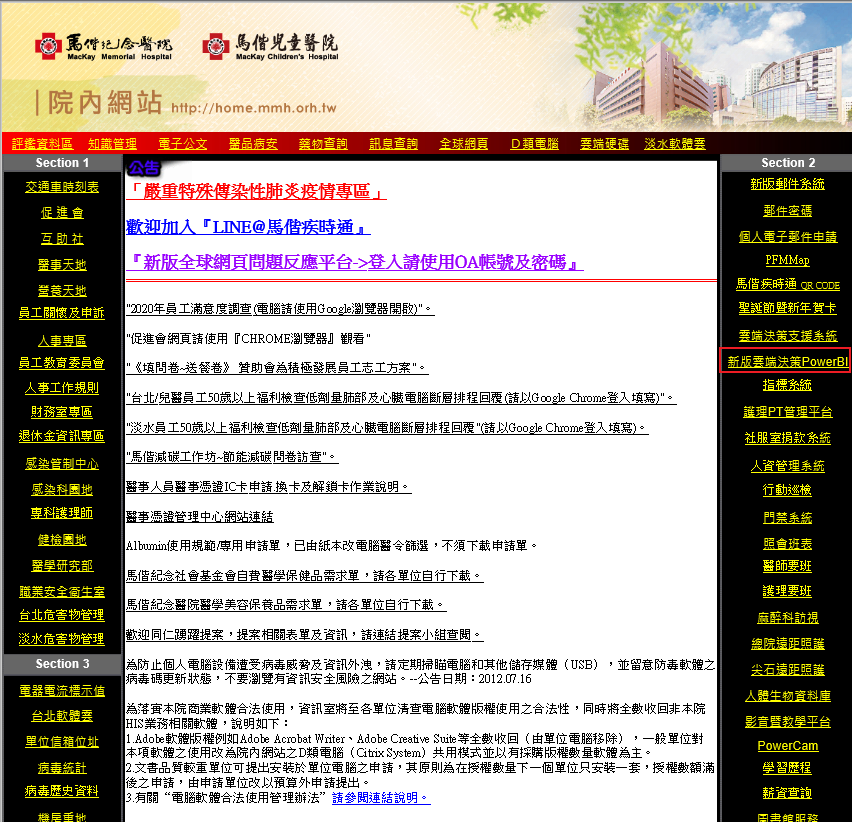 馬偕紀念醫院
MacKay Memorial Hospital
馬偕兒童醫院
MacKay Children's Hospital
院內網站 http://home.mmh.org.tw
評鑑資料區 知識管理 電子公文 醫品病安 藥物查詢 訊息查詢 全球網頁 D類電腦 雲端硬碟 淡水軟體雲
Section 1
交通車時刻表
促 進 會
互 助 社
醫事天地
營養天地
員工關懷及申訴
人事專區
員工教育委員會
人事工作規則
財務室專區
退休金資訊專區
感染管制中心
感染科園地
專科護理師
健檢園地
醫學研究部
職業安全衛生室
台北危害物管理
淡水危害物管理
Section 3
電器電流標示值
台北軟體雲
單位信箱位址
病毒統計
病毒歷史資料
機房重地
公告
「嚴重特殊傳染性肺炎疫情專區」
歡迎加入『LINE@馬偕疾時通』
『新版全球網頁問題反應平台->登入請使用OA帳號及密碼』
"2020年員工滿意度調查(電腦請使用Google瀏覽器開啟)"。
"促進會網頁請使用『CHROME瀏覽器』觀看"
"《填問卷~送餐卷》 贊助會為積極發展員工志工方案"。
"台北/兒醫員工50歲以上福利檢查低劑量肺部及心臟電腦斷層排程回覆(請以Google Chrome登入填寫)"。
"淡水員工50歲以上福利檢查低劑量肺部及心臟電腦斷層排程回覆"(請以Google Chrome登入填寫)。
"馬偕減碳工作坊~節能減碳問卷訪查"。
醫事人員醫事憑證IC卡申請.換卡及解鎖卡作業說明。
醫事憑證管理中心網站連結
Albumin使用規範/專用申請單，已由紙本改電腦醫令篩選，不須下載申請單。
馬偕紀念社會基金會自費醫學保健品需求單，請各單位自行下載。
馬偕紀念醫院醫學美容保養品需求單，請各單位自行下載。
歡迎同仁踴躍提案，提案相關表單及資訊，請連結提案小組查閱。
為防止個人電腦設備遭受病毒威脅及資訊外洩，請定期掃瞄電腦和其他儲存媒體（USB），並留意防毒軟體之
病毒碼更新狀態，不要瀏覽有資訊安全風險之網站。--公告日期：2012.07.16
為落實本院商業軟體合法使用，資訊室將至各單位清查電腦軟體版權使用之合法性，同時將全數收回非本院
HIS業務相關軟體，說明如下：
1.Adobe軟體版權例如Adobe Acrobat Writer、Adobe Creative Suite等全數收回（由單位電腦移除），一般單位對
本項軟體之使用改為院內網站之D類電腦（Citrix System）共用模式並以有採購版權數量軟體為主。
2.文書品質較重單位可提出安裝於單位電腦之申請，其原則為在授權數量下一個單位只安裝一套，授權數額滿
後之申請，由申請單位改以預算外申請提出。
3.有關“電腦軟體合法使用管理辦法”請參閱連結說明。
Section 2
新版郵件系統
郵件密碼
個人電子郵件申請
PFMMap
馬偕疾時通 QR CODE
聖誕節暨新年賀卡
雲端決策支援系統
新版雲端決策PowerBI
指標系統
護理PT管理平台
社服室捐款系統
人資管理系統
行動巡檢
門禁系統
照會班表
醫師要班
護理要班
麻醉科訪視
總院遠距照護
尖石遠距照護
人體生物資料庫
影音暨教學平台
PowerCam
學習歷程
薪資查詢
圖書館服務